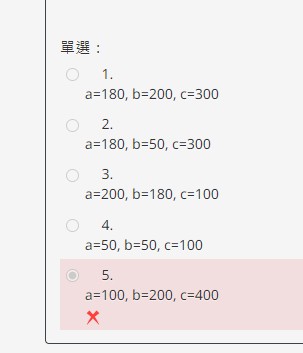 單選：
1.
a=180, b=200, c=300
2.
a=180, b=50, c=300
3.
a=200, b=180, c=100
4.
a=50, b=50, c=100
5.
a=100, b=200, c=400